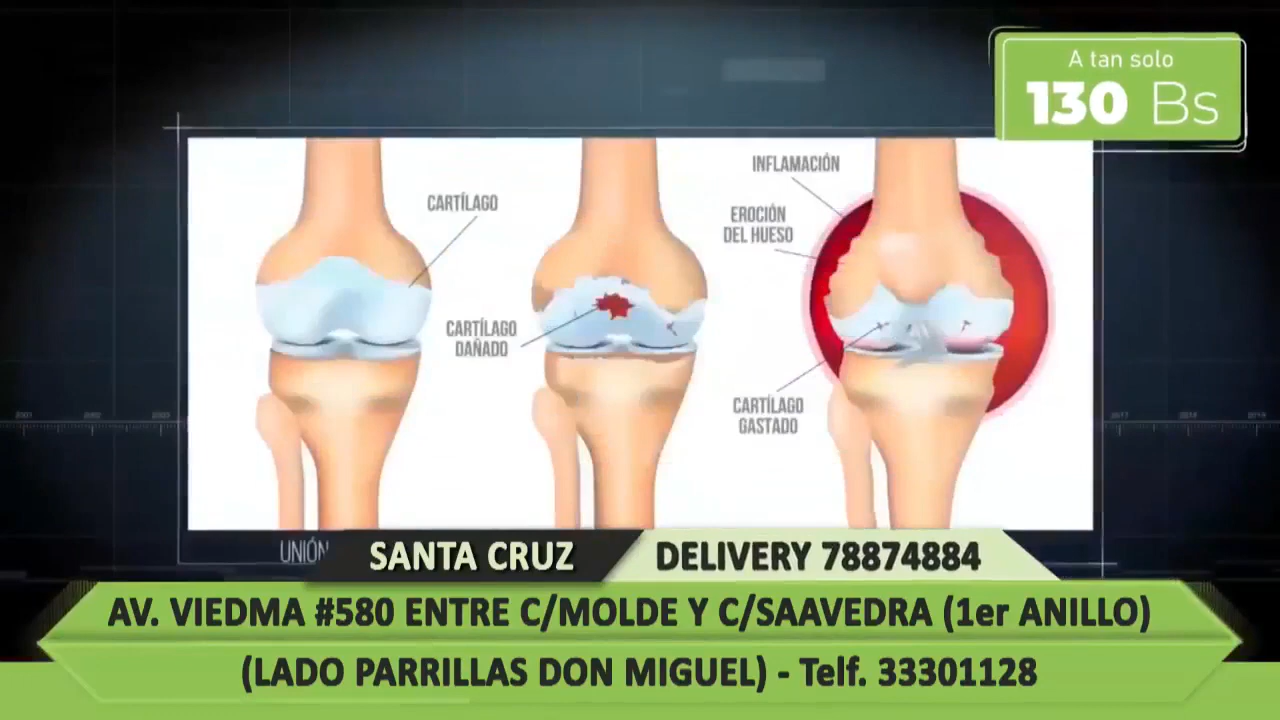 A tan solo
130 Bs
INFLAMACIÓN
CARTÍLAGO
EROCIÓN
DEL HUESO
CARTÍLAGO
DAÑADO
CARTÍLAGO
GASTADO
UNIÓN
SANTA CRUZ
DELIVERY 78874884
AV. VIEDMA #580 ENTRE C/MOLDE Y C/SAAVEDRA (1er ANILLO)
(LADO PARRILLAS DON MIGUEL) - Telf. 33301128